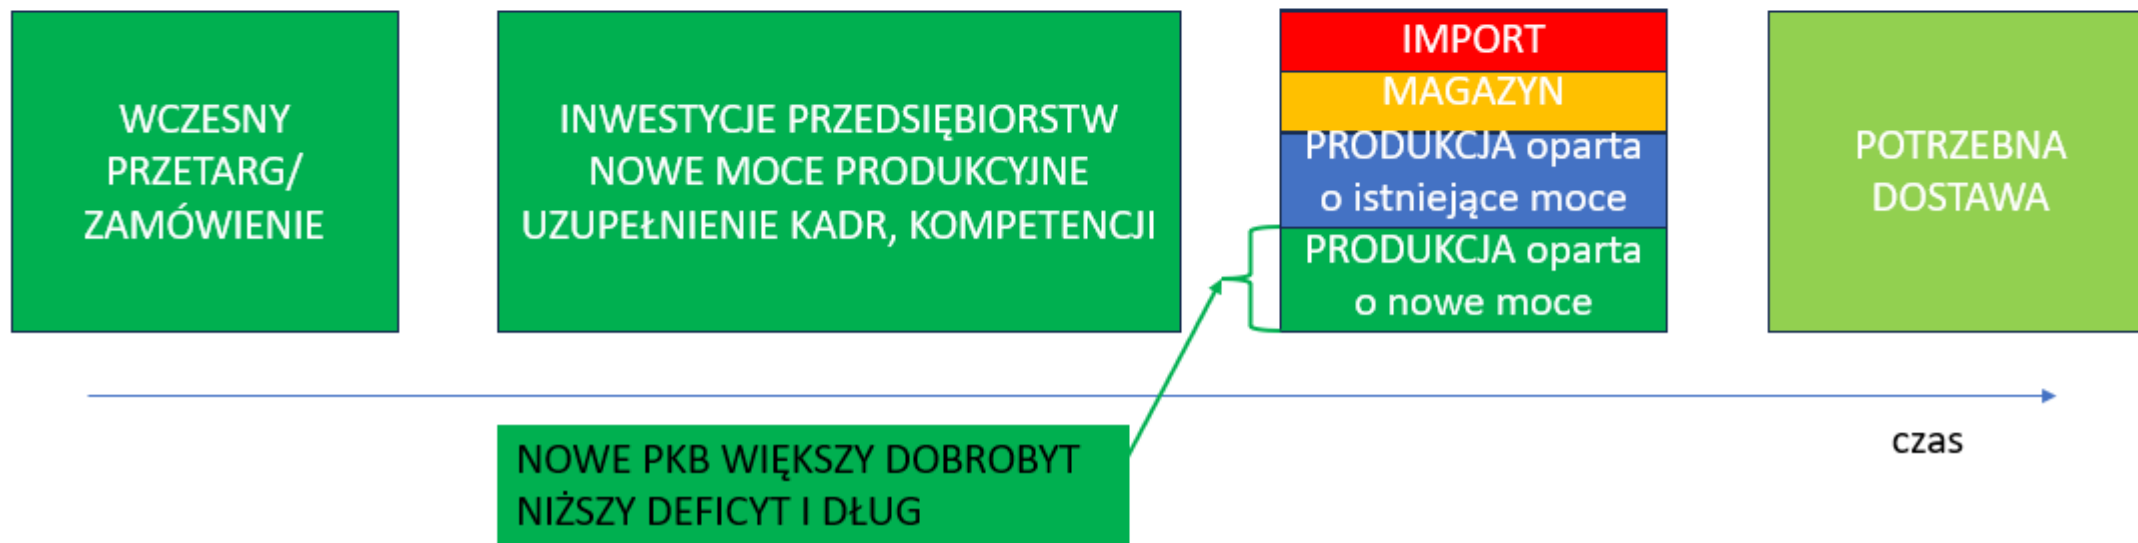 WCZESNY
PRZETARG/
ZAMÓWIENIE
INWESTYCJE PRZEDSIĘBIORSTW
NOWE MOCE PRODUKCYJNE
UZUPEŁNIENIE KADR, KOMPETENCJI
IMPORT
MAGAZYN
PRODUKCJA oparta
o istniejące moce
PRODUKCJA oparta
o nowe moce
POTRZEBNA
DOSTAWA
czas
NOWE PKB WIĘKSZY DOBROBYT
NIŻSZY DEFICYT I DŁUG